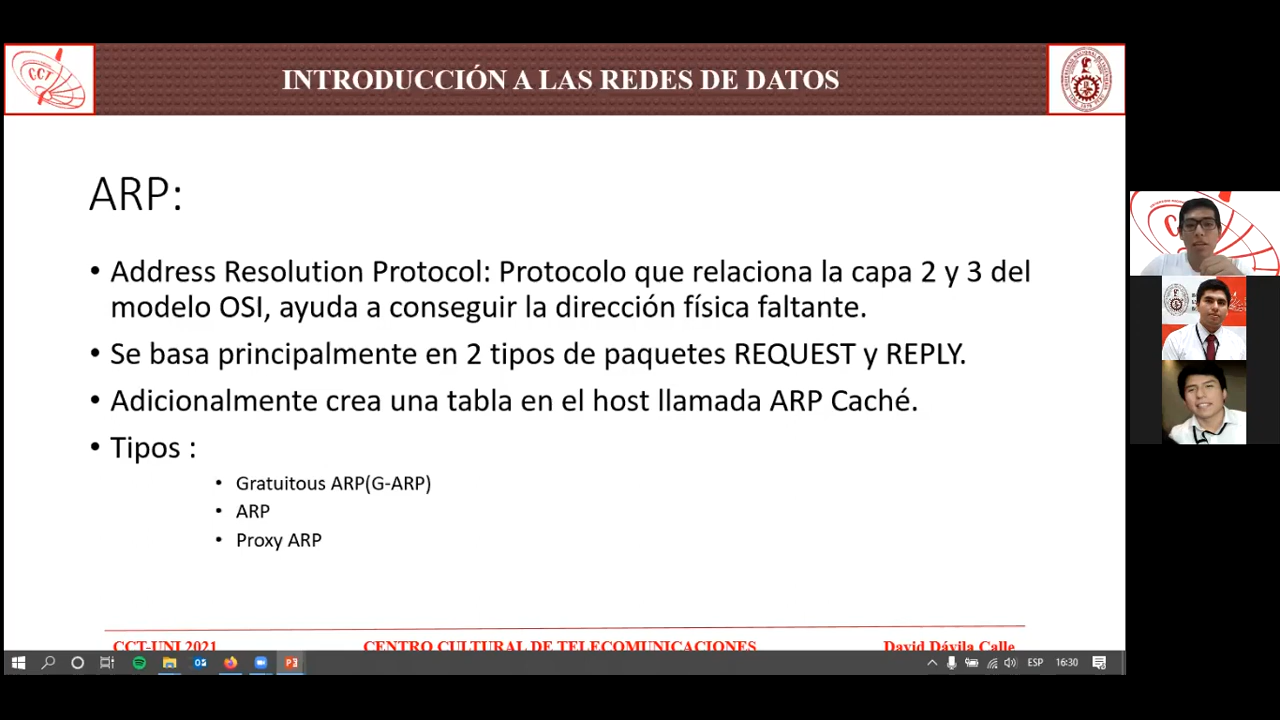 CCT
INTRODUCCIÓN A LAS REDES DE DATOS
ARP:
• Address Resolution Protocol: Protocolo que relaciona la capa 2 y 3 del
modelo OSI, ayuda a conseguir la dirección física faltante.
• Se basa principalmente en 2 tipos de paquetes REQUEST y REPLY.
• Adicionalmente crea una tabla en el host llamada ARP Caché.
• Tipos :
• Gratuitous ARP(G-ARP)
• ARP
• Proxy ARP
CCT-UNI 2021 CENTRO CULTURAL DE TELECOMUNICACIONES David Dávila Calle
ESP 16:30